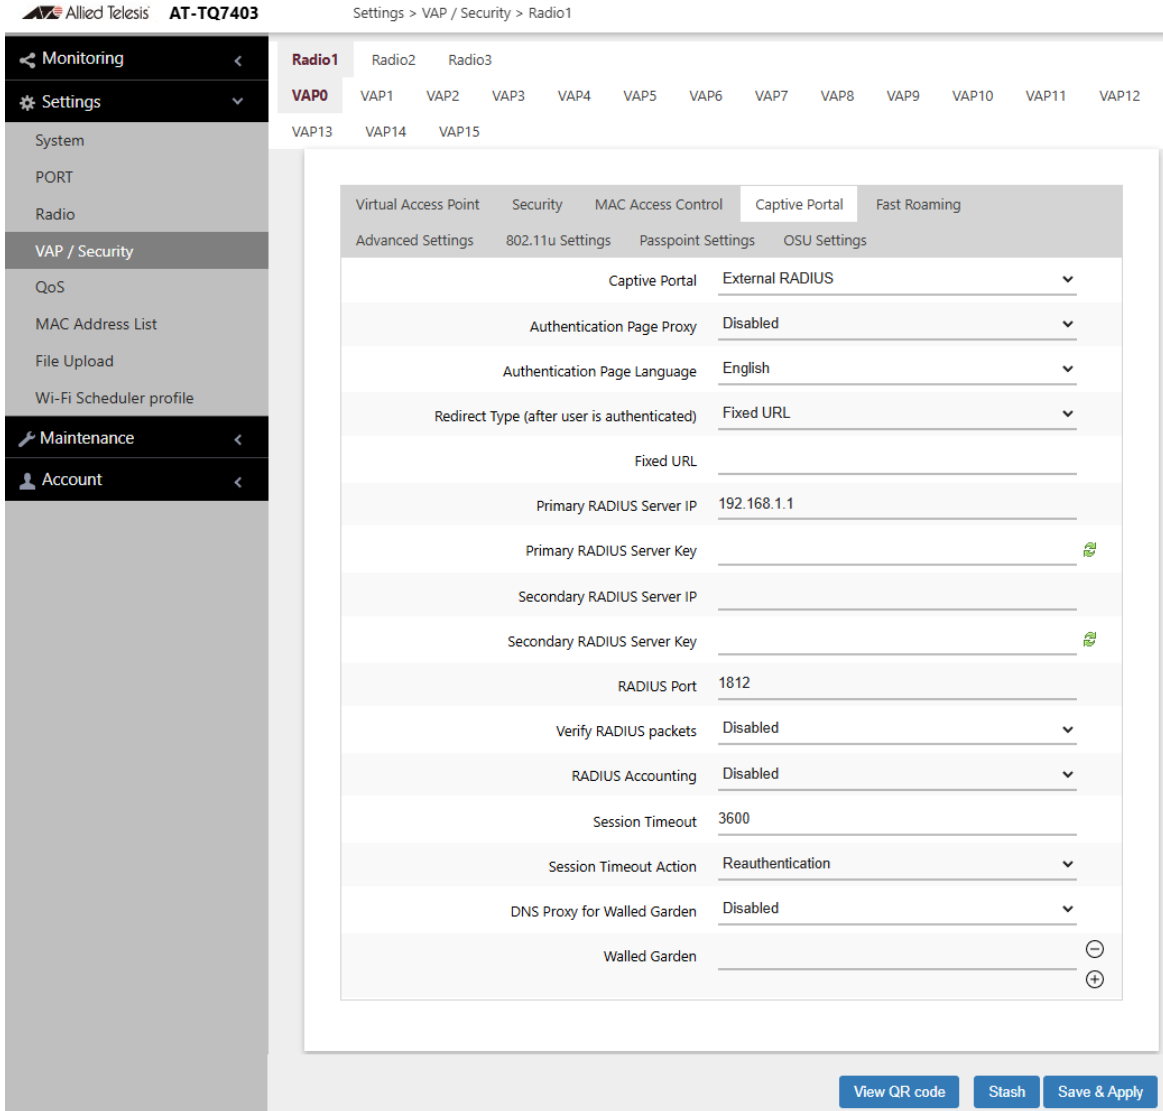 Allied Telesis AT-TQ7403 Settings > VAP / Security > Radio1
Monitoring
Settings
System
PORT
Radio
VAP / Security
QoS
MAC Address List
File Upload
Wi-Fi Scheduler profile
Maintenance
Account
Radio1 Radio2 Radio3
VAP0 VAP1 VAP2 VAP3 VAP4 VAP5 VAP6 VAP7 VAP8 VAP9 VAP10 VAP11 VAP12
VAP13 VAP14 VAP15
Virtual Access Point Security MAC Access Control Captive Portal Fast Roaming
Advanced Settings 802.11u Settings Passpoint Settings OSU Settings
Captive Portal External RADIUS
Authentication Page Proxy Disabled
Authentication Page Language English
Redirect Type (after user is authenticated) Fixed URL
Fixed URL
Primary RADIUS Server IP 192.168.1.1
Primary RADIUS Server Key
Secondary RADIUS Server IP
Secondary RADIUS Server Key
RADIUS Port 1812
Verify RADIUS packets Disabled
RADIUS Accounting Disabled
Session Timeout 3600
Session Timeout Action Reauthentication
DNS Proxy for Walled Garden Disabled
Walled Garden
View QR code Stash Save & Apply